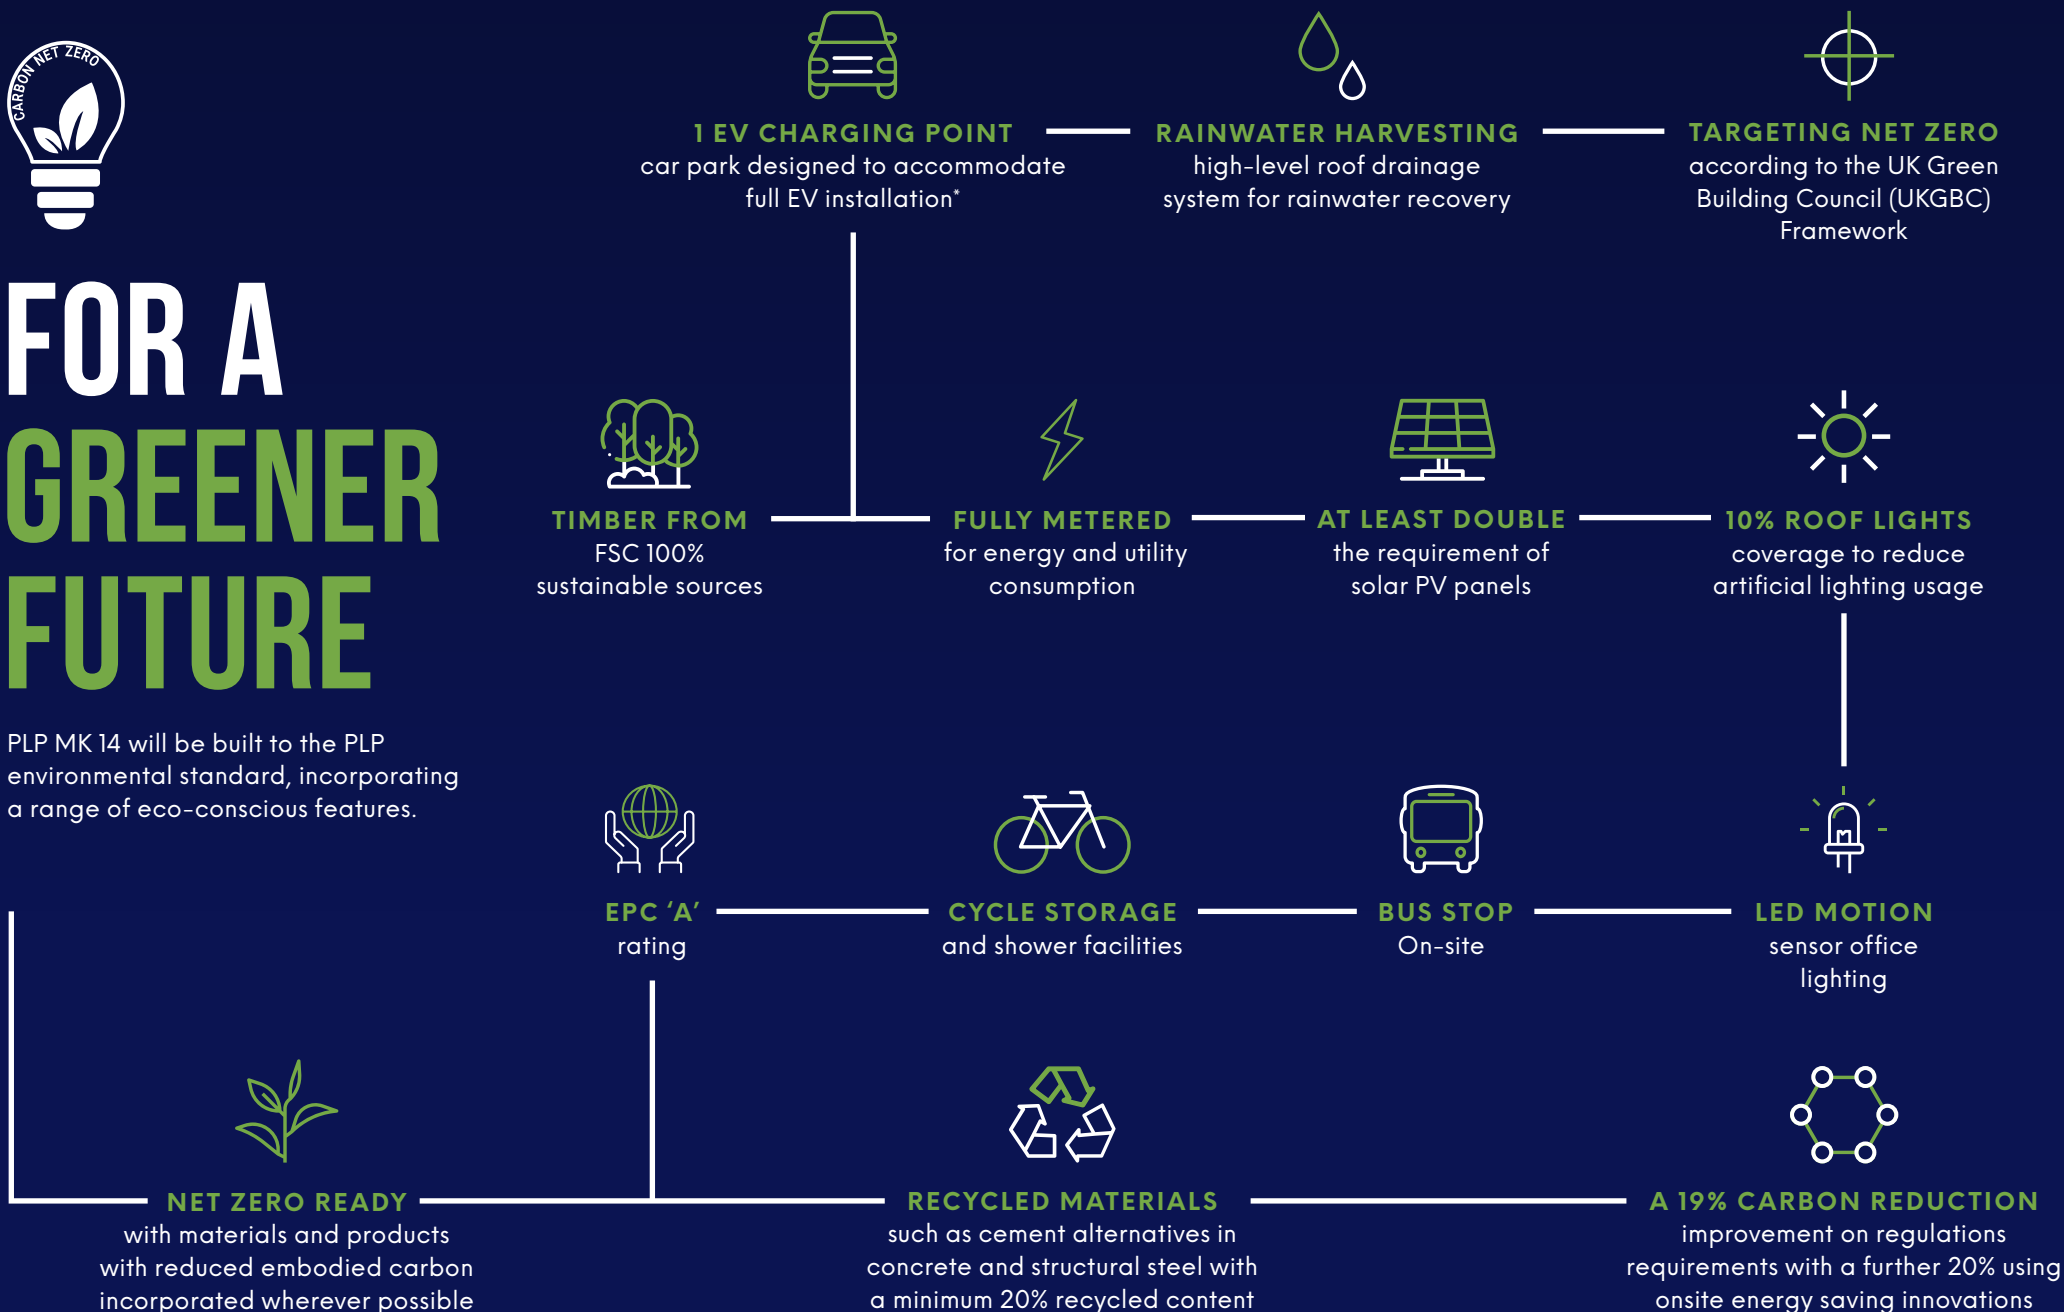 CARBON NET ZERO
FOR A
GREENER
FUTURE
PLP MK 14 will be built to the PLP
environmental standard, incorporating
a range of eco-conscious features.
1 EV CHARGING POINT
car park designed to accommodate
full EV installation*
RAINWATER HARVESTING
high-level roof drainage
system for rainwater recovery
TARGETING NET ZERO
according to the UK Green
Building Council (UKGBC)
Framework
TIMBER FROM
FSC 100%
sustainable sources
FULLY METERED
for energy and utility
consumption
AT LEAST DOUBLE
the requirement of
solar PV panels
10% ROOF LIGHTS
coverage to reduce
artificial lighting usage
EPC ‘A’
rating
CYCLE STORAGE
and shower facilities
BUS STOP
On-site
LED MOTION
sensor office
lighting
NET ZERO READY
with materials and products
with reduced embodied carbon
incorporated wherever possible
RECYCLED MATERIALS
such as cement alternatives in
concrete and structural steel with
a minimum 20% recycled content
A 19% CARBON REDUCTION
improvement on regulations
requirements with a further 20% using
onsite energy saving innovations